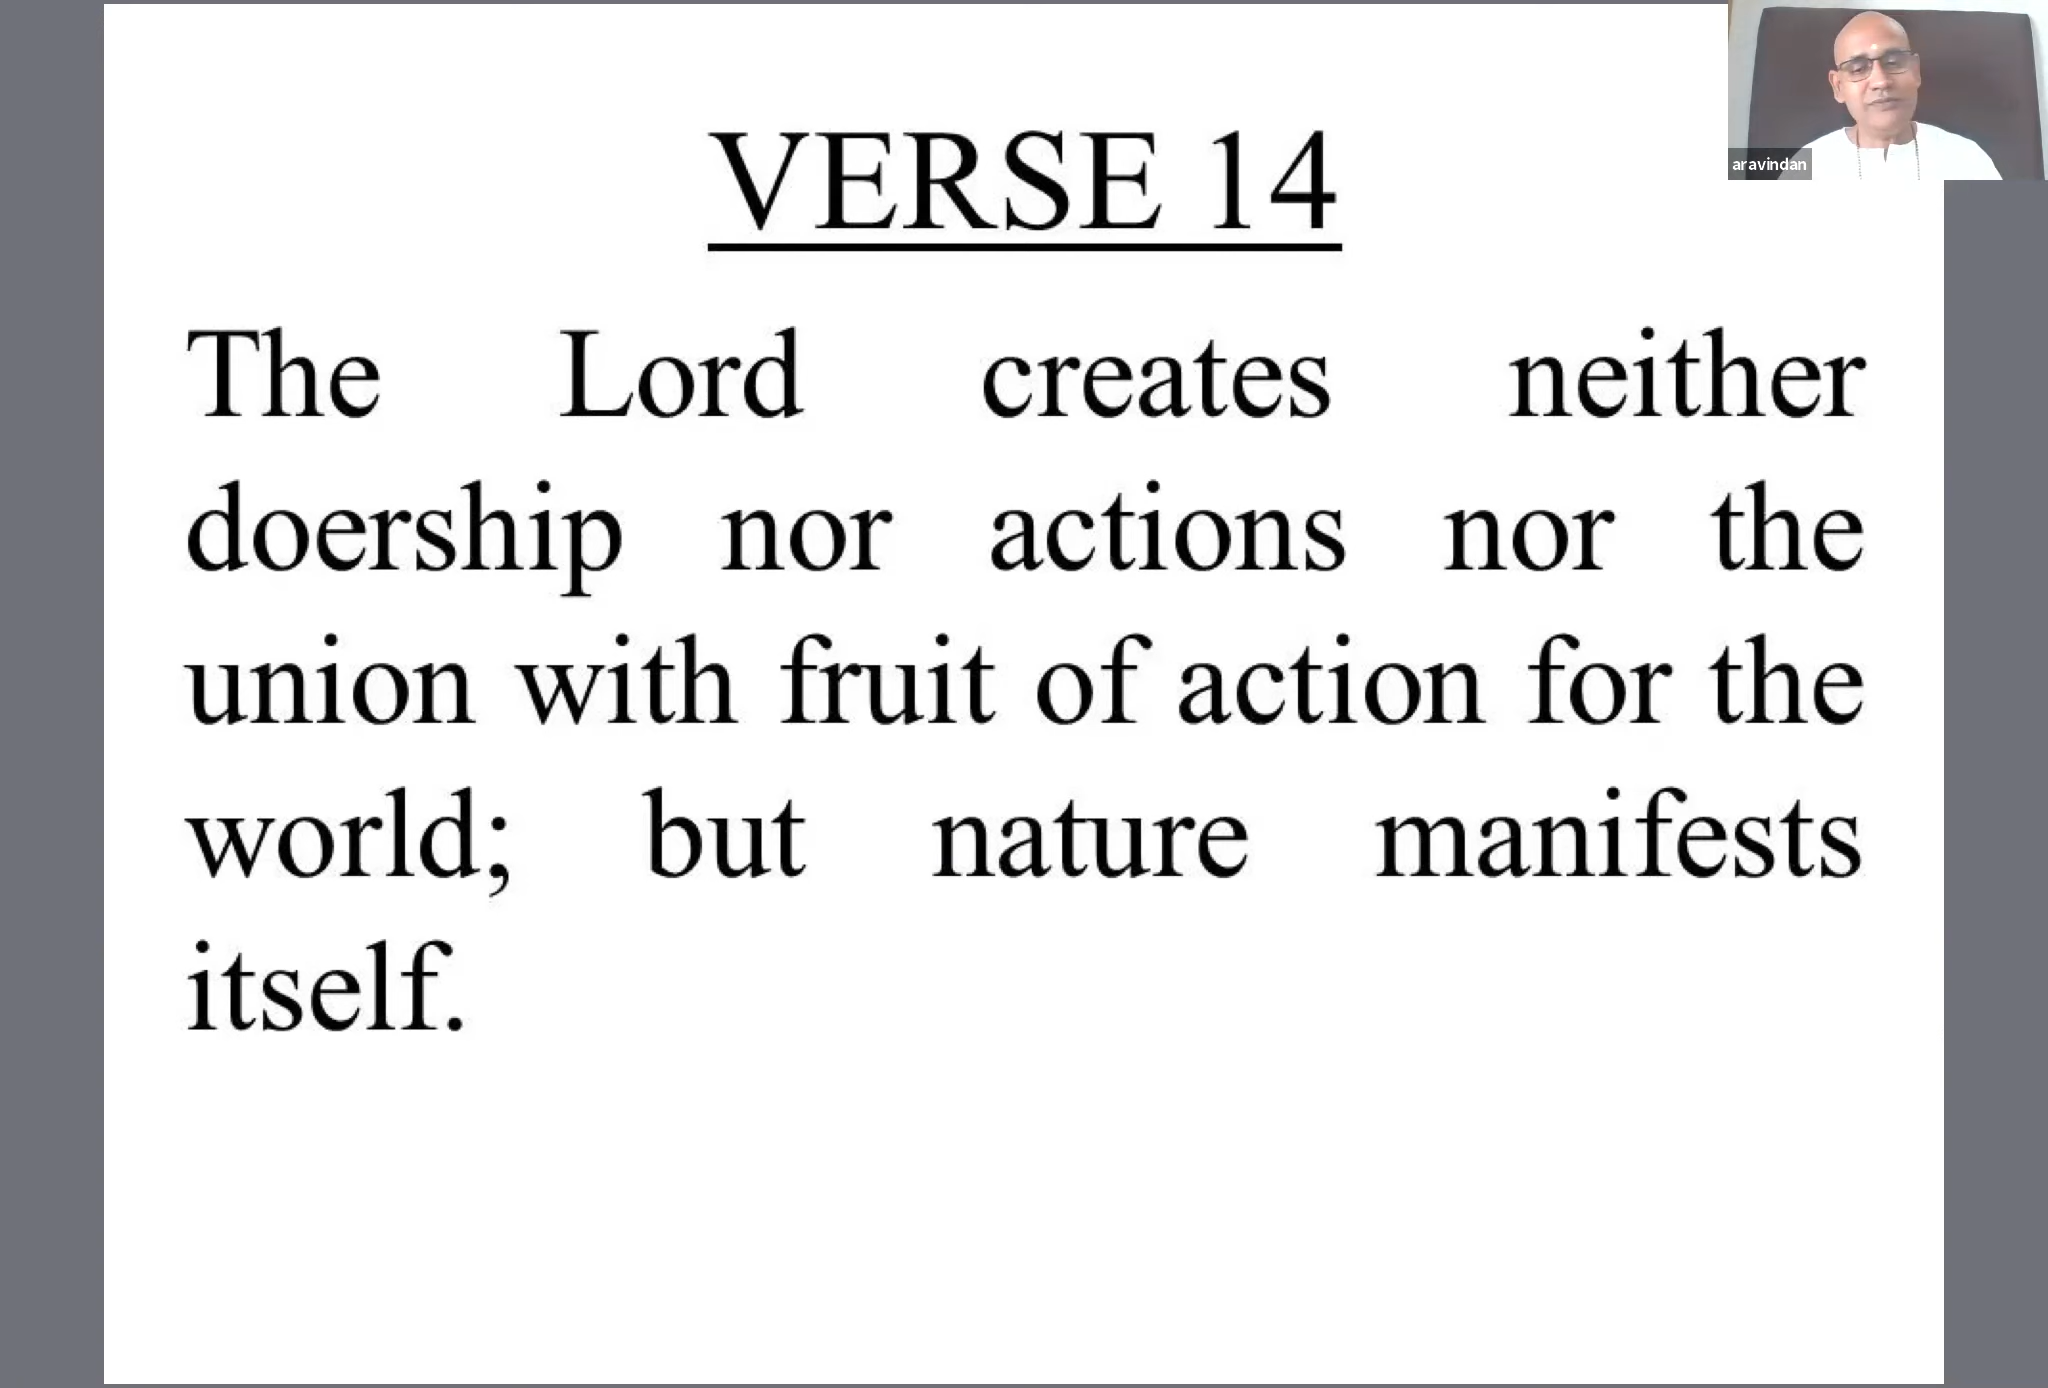 VERSE 14
aravindan
The Lord creates neither
doership nor actions nor the
union with fruit of action for the
world; but nature manifests
itself.